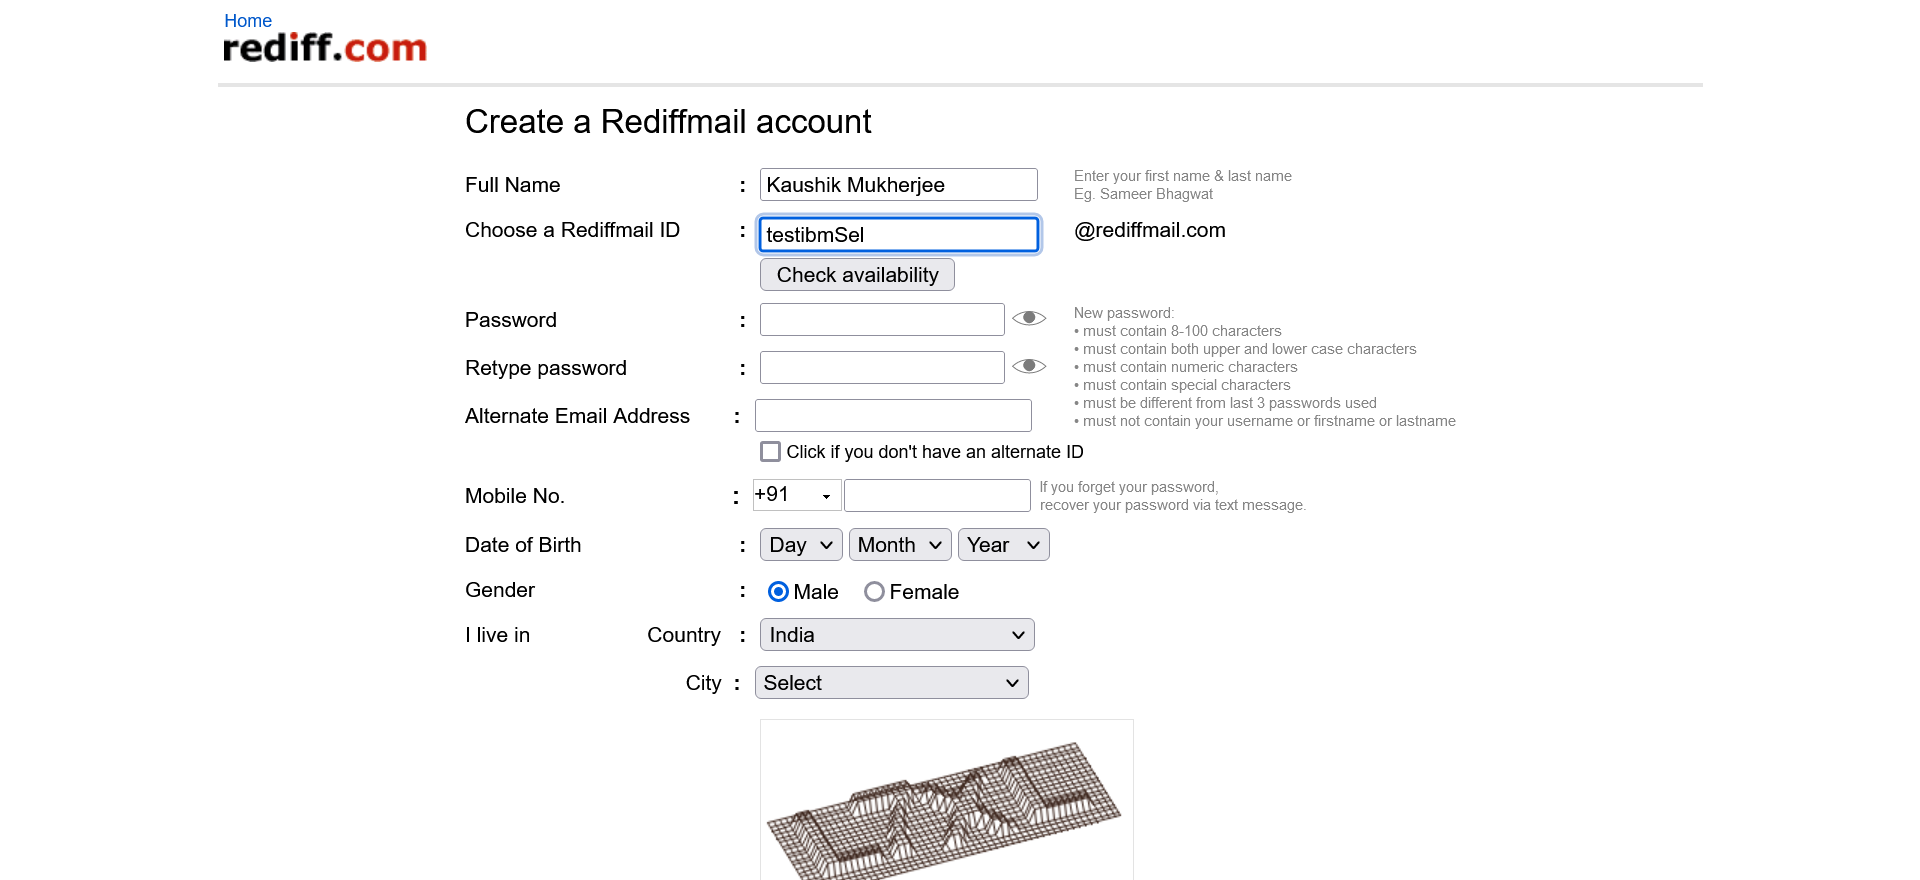 Home
rediff.com
Create a Rediffmail account
Full Name : Kaushik Mukherjee
Enter your first name & last name
Eg. Sameer Bhagwat
Choose a Rediffmail ID : testibmSel @rediffmail.com
Check availability
Password :
New password:
• must contain 8-100 characters
• must contain both upper and lower case characters
• must contain numeric characters
• must contain special characters
• must be different from last 3 passwords used
• must not contain your username or firstname or lastname
Retype password :
Alternate Email Address :
Click if you don't have an alternate ID
Mobile No. : +91
If you forget your password,
recover your password via text message.
Date of Birth : Day Month Year
Gender : Male Female
I live in Country : India
City : Select